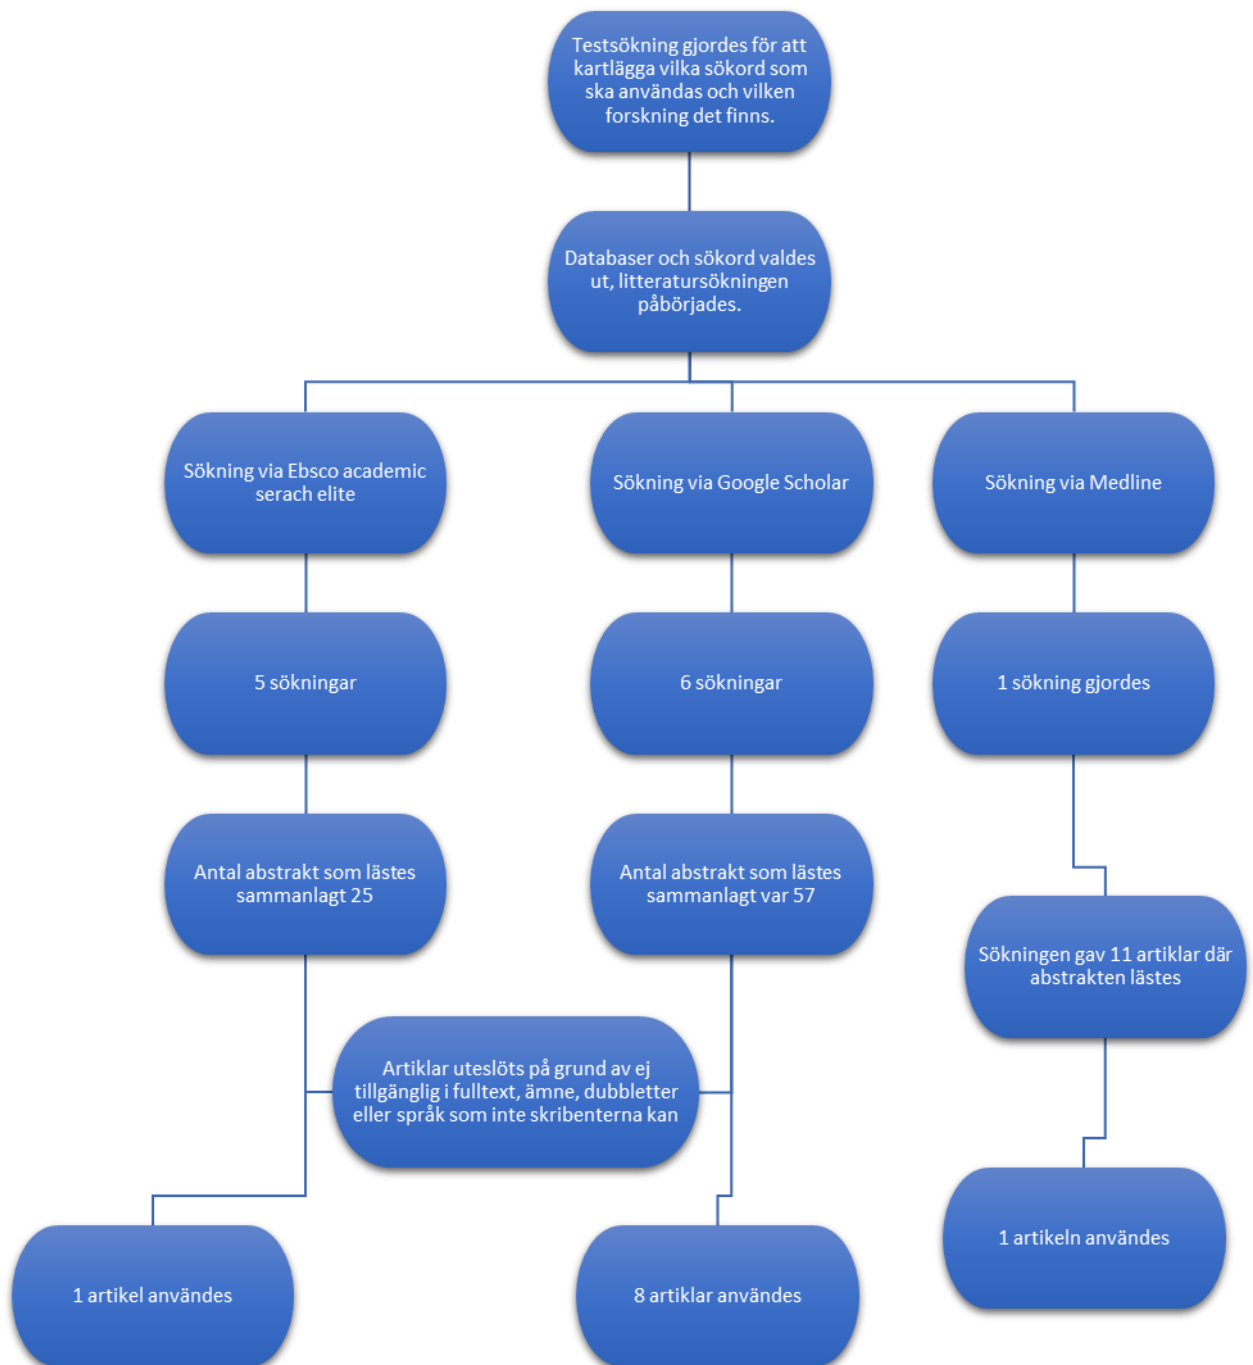 Testsökning gjordes för att
kartlägga vilka sökord som
ska användas och vilken
forskning det finns.
Databaser och sökord valdes
ut, litteratursökningen
påbörjades.
Sökning via Ebsco academic
serach elite
Sökning via Google Scholar
Sökning via Medline
5 sökningar
6 sökningar
1 sökning gjordes
Antal abstrakt som lästes
sammanlagt 25
Antal abstrakt som lästes
sammanlagt var 57
Sökningen gav 11 artiklar där
abstrakten lästes
Artiklar uteslöts på grund av ej
tillgänglig i fulltext, ämne, dubbletter
eller språk som inte skribenterna kan
1 artikel användes
8 artiklar användes
1 artikeln användes